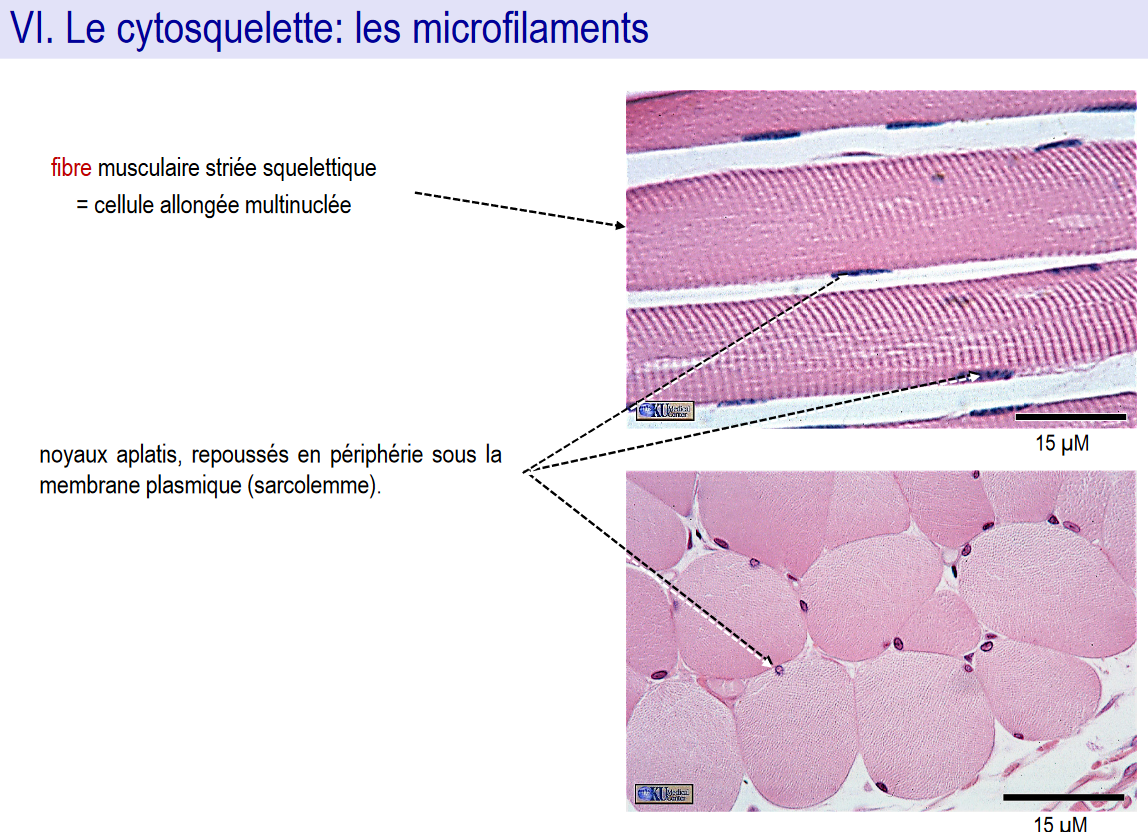 VI. Le cytosquelette: les microfilaments
fibre musculaire striée squelettique
= cellule allongée multinuclée
noyaux aplatis, repoussés en périphérie sous la
membrane plasmique (sarcolemme).
KU Medical
Center
15 µM
KU Medical
Center
15 µM